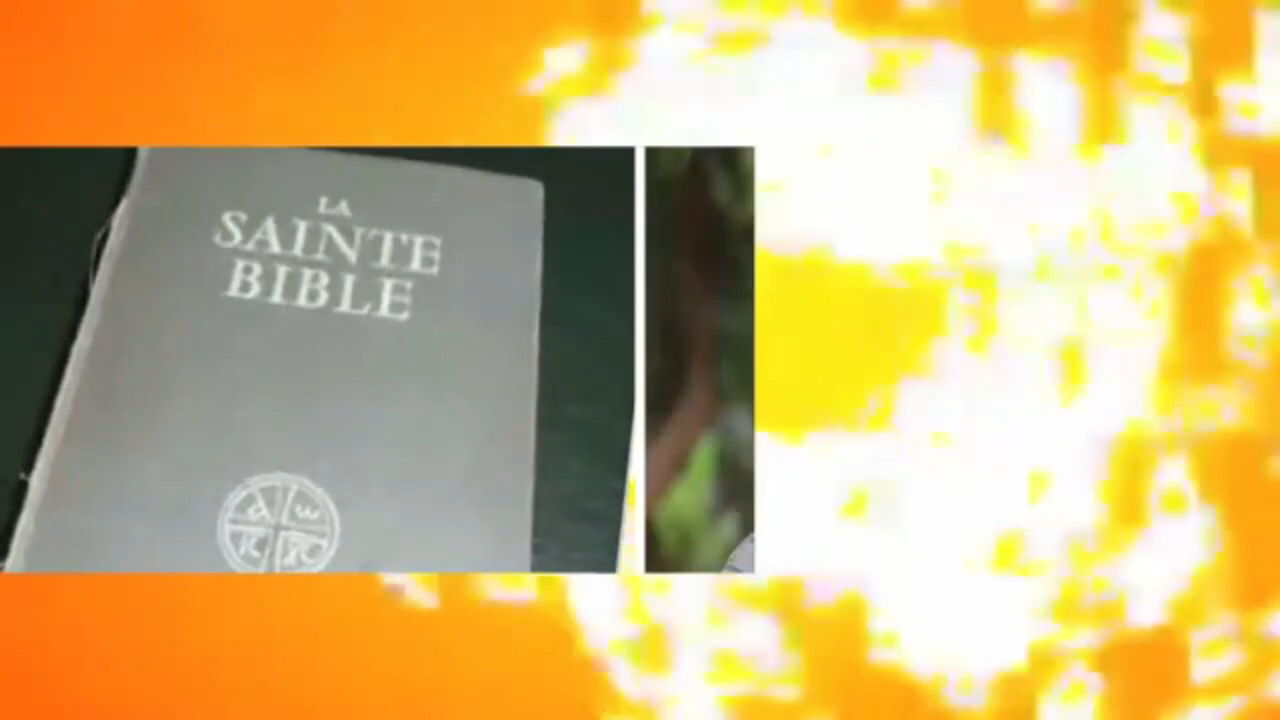 LA
SAINTE
BIBLE
α ω